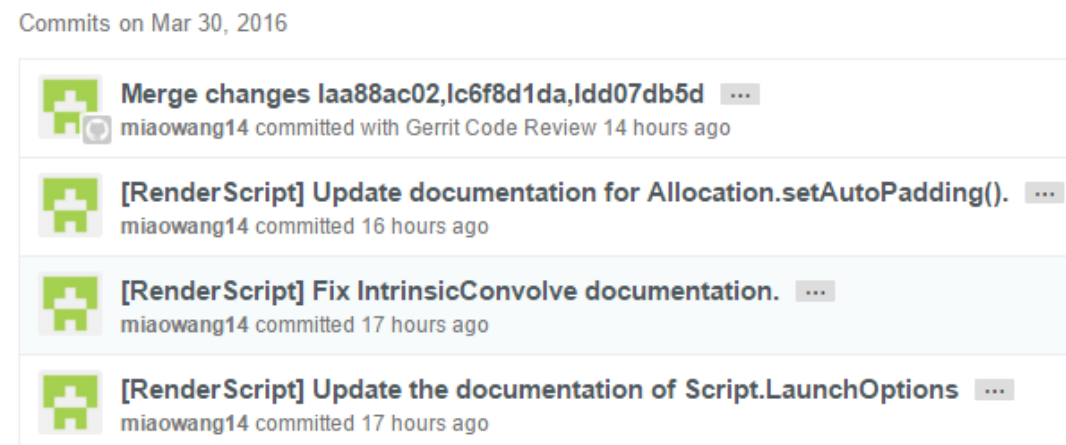 Commits on Mar 30, 2016
Merge changes Iaa88ac02,Ic6f8d1da,Idd07db5d ...
miaowang14 committed with Gerrit Code Review 14 hours ago
[RenderScript] Update documentation for Allocation.setAutoPadding(). ...
miaowang14 committed 16 hours ago
[RenderScript] Fix IntrinsicConvolve documentation. ...
miaowang14 committed 17 hours ago
[RenderScript] Update the documentation of Script.LaunchOptions ...
miaowang14 committed 17 hours ago